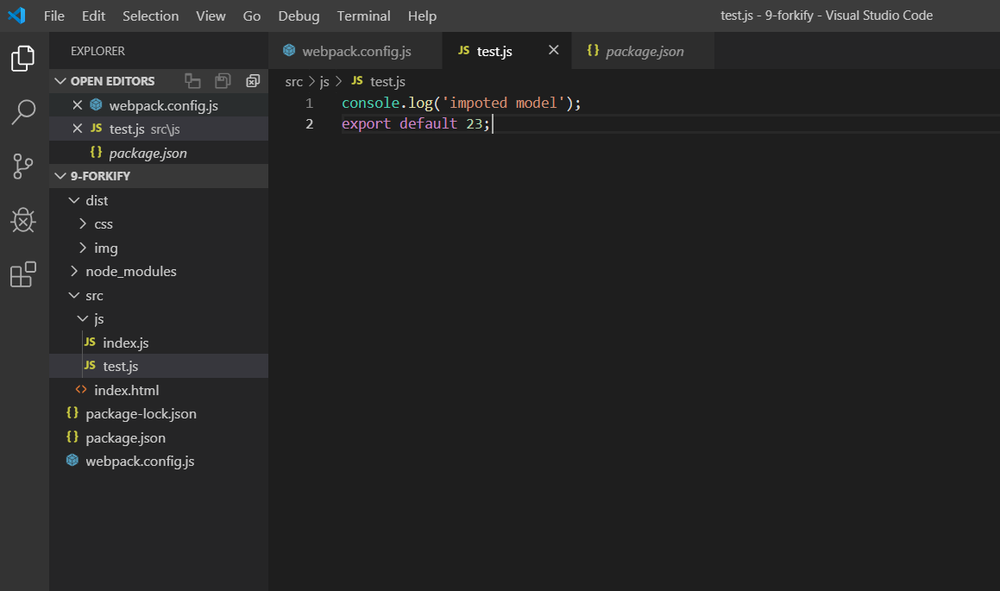 File Edit Selection View Go Debug Terminal Help test.js - 9-forkify - Visual Studio Code
EXPLORER
OPEN EDITORS
webpack.config.js
JS test.js src\js
{} package.json
9-FORKIFY
dist
css
img
node_modules
src
js
JS index.js
JS test.js
<> index.html
{} package-lock.json
{} package.json
webpack.config.js
webpack.config.js JS test.js {} package.json
src > js > JS test.js
1 console.log('impoted model');
2 export default 23;